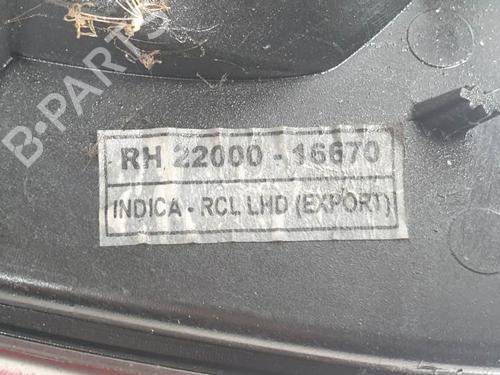 B-PARTS
RH 22000 - 16670
INDICA - RCL LHD (EXPORT)